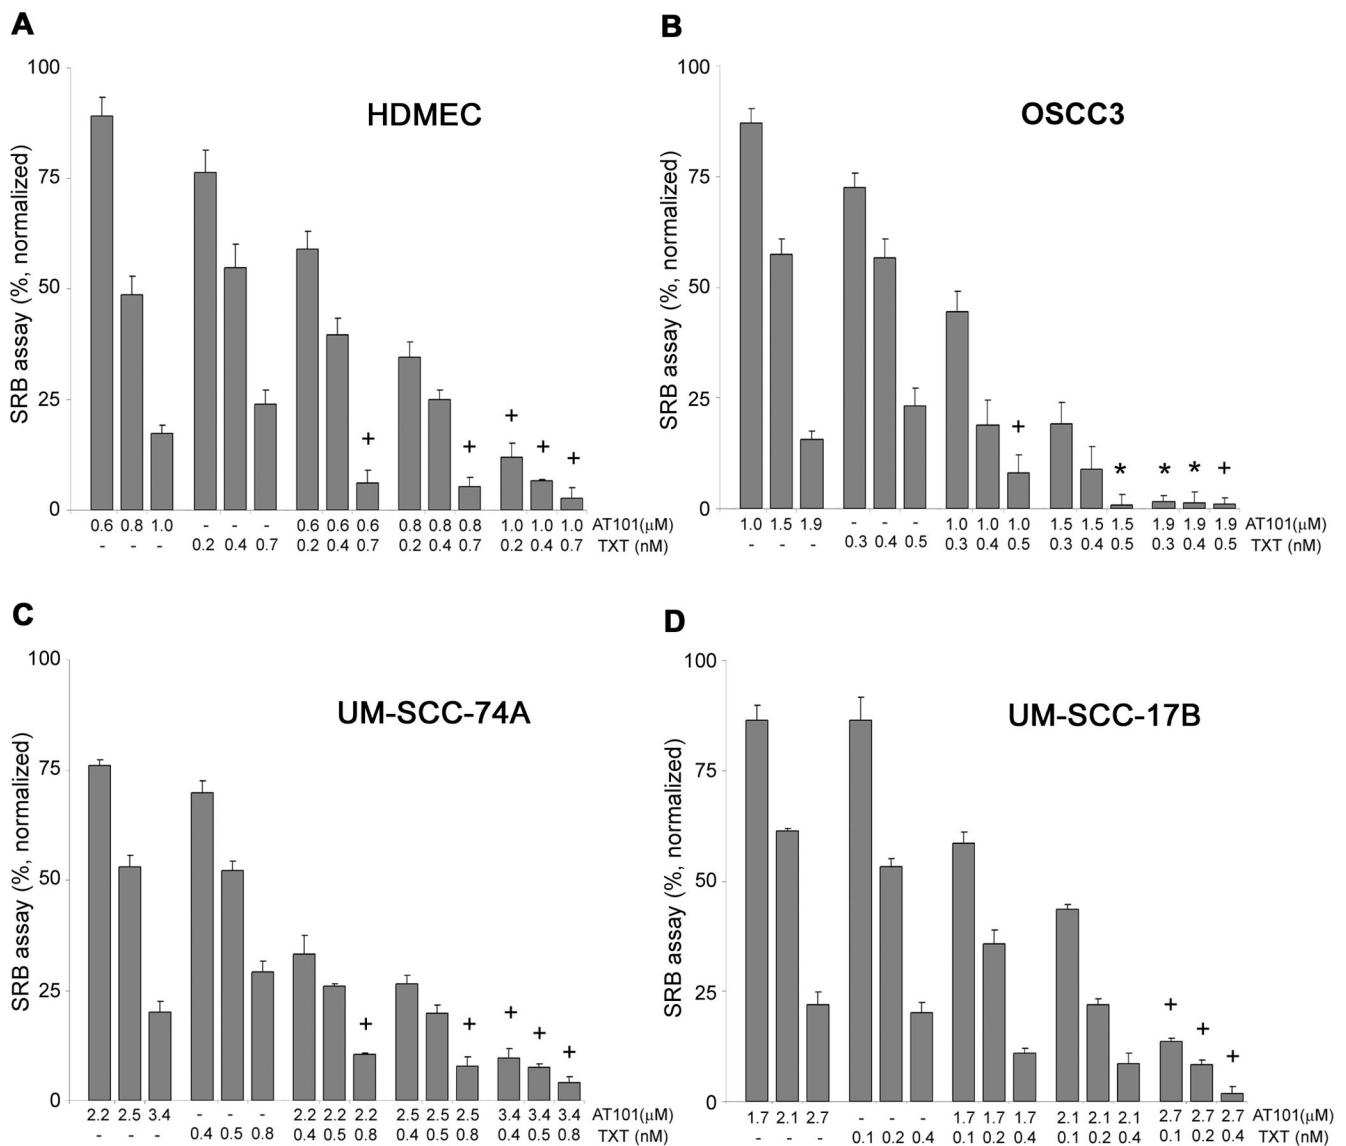 A
HDMEC
SRB assay (%, normalized)
100
75
50
25
0
+ + + + +
0.6 0.8 1.0 - - - 0.6 0.6 0.6 0.8 0.8 0.8 1.0 1.0 1.0 AT101(μM)
- - - 0.2 0.4 0.7 0.2 0.4 0.7 0.2 0.4 0.7 0.2 0.4 0.7 TXT (nM)
B
OSCC3
SRB assay (%, normalized)
100
75
50
25
0
+ * * * +
1.0 1.5 1.9 - - - 1.0 1.0 1.0 1.5 1.5 1.5 1.9 1.9 1.9 AT101(μM)
- - - 0.3 0.4 0.5 0.3 0.4 0.5 0.3 0.4 0.5 0.3 0.4 0.5 TXT (nM)
C
UM-SCC-74A
SRB assay (%, normalized)
100
75
50
25
0
+ + + + +
2.2 2.5 3.4 - - - 2.2 2.2 2.2 2.5 2.5 2.5 3.4 3.4 3.4 AT101(μM)
- - - 0.4 0.5 0.8 0.4 0.5 0.8 0.4 0.5 0.8 0.4 0.5 0.8 TXT (nM)
D
UM-SCC-17B
SRB assay (%, normalized)
100
75
50
25
0
+ + +
1.7 2.1 2.7 - - - 1.7 1.7 1.7 2.1 2.1 2.1 2.7 2.7 2.7 AT101(μM)
- - - 0.1 0.2 0.4 0.1 0.2 0.4 0.1 0.2 0.4 0.1 0.2 0.4 TXT (nM)